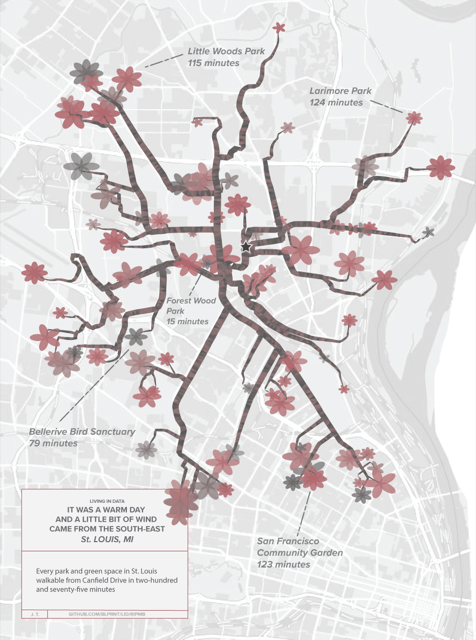 Little Woods Park
115 minutes
Larimore Park
124 minutes
Forest Wood
Park
15 minutes
Bellerive Bird Sanctuary
79 minutes
San Francisco
Community Garden
123 minutes
LIVING IN DATA
IT WAS A WARM DAY
AND A LITTLE BIT OF WIND
CAME FROM THE SOUTH-EAST
St. LOUIS, MI
Every park and green space in St. Louis
walkable from Canfield Drive in two-hundred
and seventy-five minutes